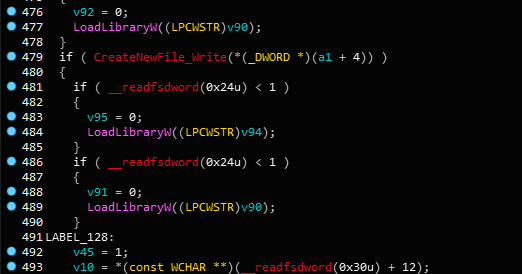 476 v92 = 0;
477 LoadLibraryW((LPCWSTR)v90);
478 }
479 if ( CreateNewFile_Write(*(_DWORD *)(a1 + 4)) )
480 {
481 if ( __readfsdword(0x24u) < 1 )
482 {
483 v95 = 0;
484 LoadLibraryW((LPCWSTR)v94);
485 }
486 if ( __readfsdword(0x24u) < 1 )
487 {
488 v91 = 0;
489 LoadLibraryW((LPCWSTR)v90);
490 }
491 LABEL_128:
492 v45 = 1;
493 v10 = *(const WCHAR **)(__readfsdword(0x30u) + 12);